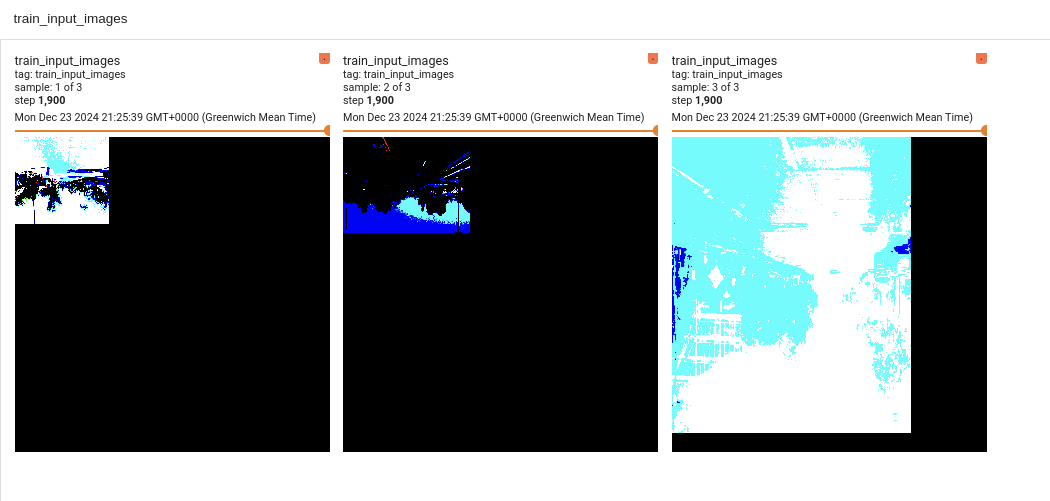 train_input_images
train_input_images
tag: train_input_images
sample: 1 of 3
step 1,900
Mon Dec 23 2024 21:25:39 GMT+0000 (Greenwich Mean Time)
train_input_images
tag: train_input_images
sample: 2 of 3
step 1,900
Mon Dec 23 2024 21:25:39 GMT+0000 (Greenwich Mean Time)
train_input_images
tag: train_input_images
sample: 3 of 3
step 1,900
Mon Dec 23 2024 21:25:39 GMT+0000 (Greenwich Mean Time)